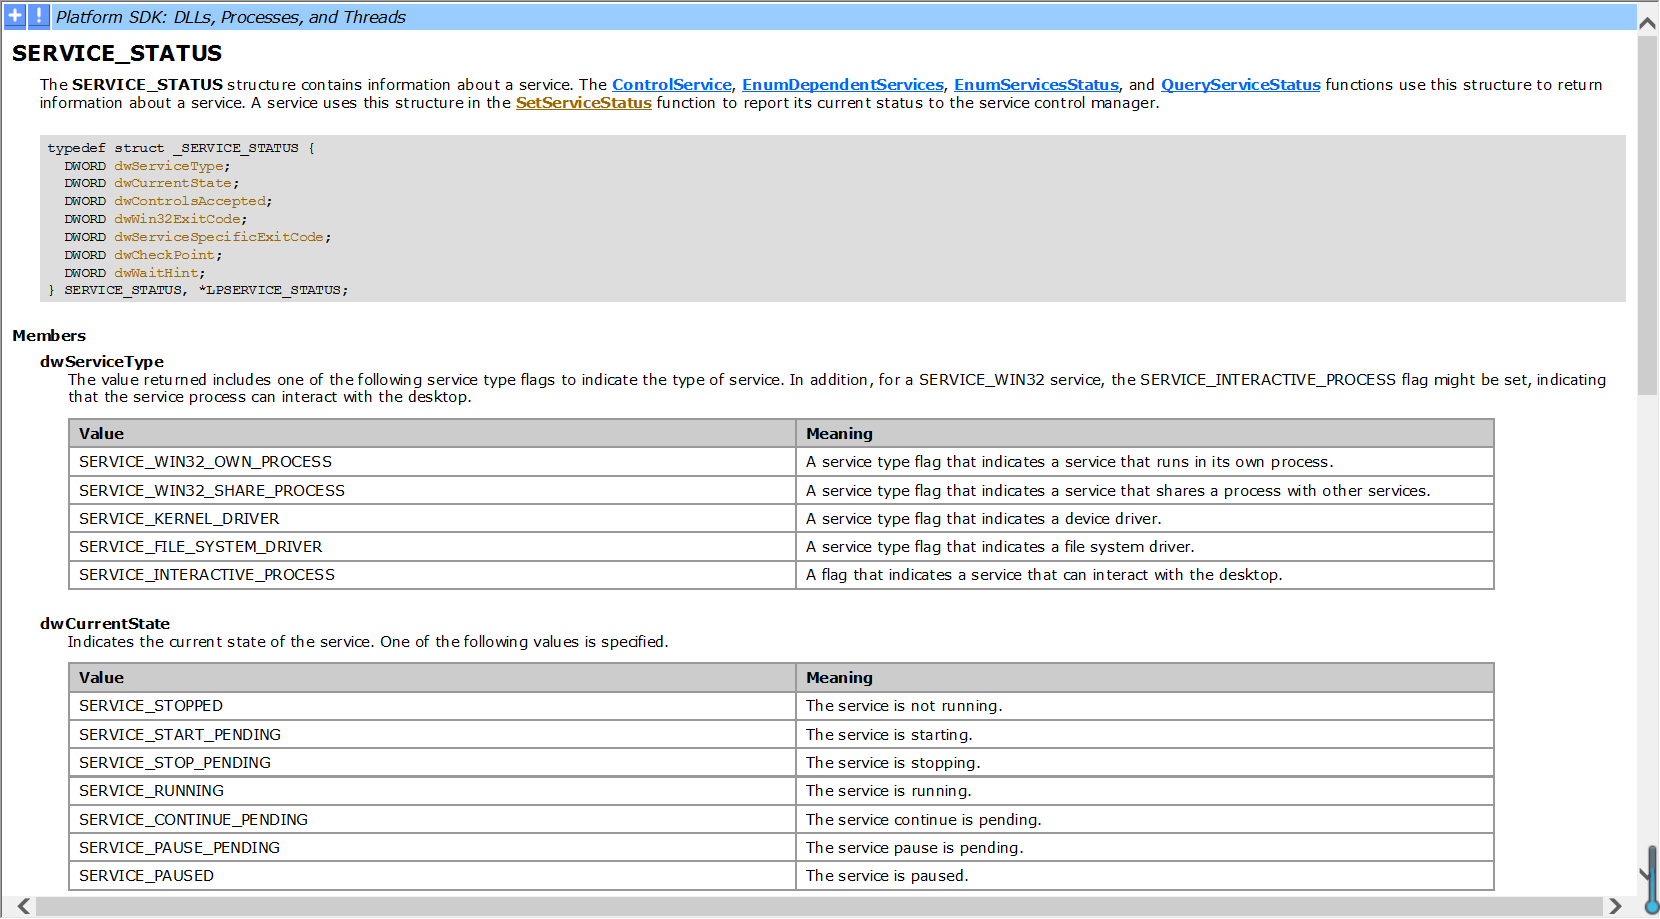 Platform SDK: DLLs, Processes, and Threads
SERVICE_STATUS
The SERVICE_STATUS structure contains information about a service. The ControlService, EnumDependentServices, EnumServicesStatus, and QueryServiceStatus functions use this structure to return
information about a service. A service uses this structure in the SetServiceStatus function to report its current status to the service control manager.
typedef struct _SERVICE_STATUS {
  DWORD dwServiceType;
  DWORD dwCurrentState;
  DWORD dwControlsAccepted;
  DWORD dwWin32ExitCode;
  DWORD dwServiceSpecificExitCode;
  DWORD dwCheckPoint;
  DWORD dwWaitHint;
} SERVICE_STATUS, *LPSERVICE_STATUS;
Members
dwServiceType
The value returned includes one of the following service type flags to indicate the type of service. In addition, for a SERVICE_WIN32 service, the SERVICE_INTERACTIVE_PROCESS flag might be set, indicating
that the service process can interact with the desktop.
Value Meaning
SERVICE_WIN32_OWN_PROCESS A service type flag that indicates a service that runs in its own process.
SERVICE_WIN32_SHARE_PROCESS A service type flag that indicates a service that shares a process with other services.
SERVICE_KERNEL_DRIVER A service type flag that indicates a device driver.
SERVICE_FILE_SYSTEM_DRIVER A service type flag that indicates a file system driver.
SERVICE_INTERACTIVE_PROCESS A flag that indicates a service that can interact with the desktop.
dwCurrentState
Indicates the current state of the service. One of the following values is specified.
Value Meaning
SERVICE_STOPPED The service is not running.
SERVICE_START_PENDING The service is starting.
SERVICE_STOP_PENDING The service is stopping.
SERVICE_RUNNING The service is running.
SERVICE_CONTINUE_PENDING The service continue is pending.
SERVICE_PAUSE_PENDING The service pause is pending.
SERVICE_PAUSED The service is paused.